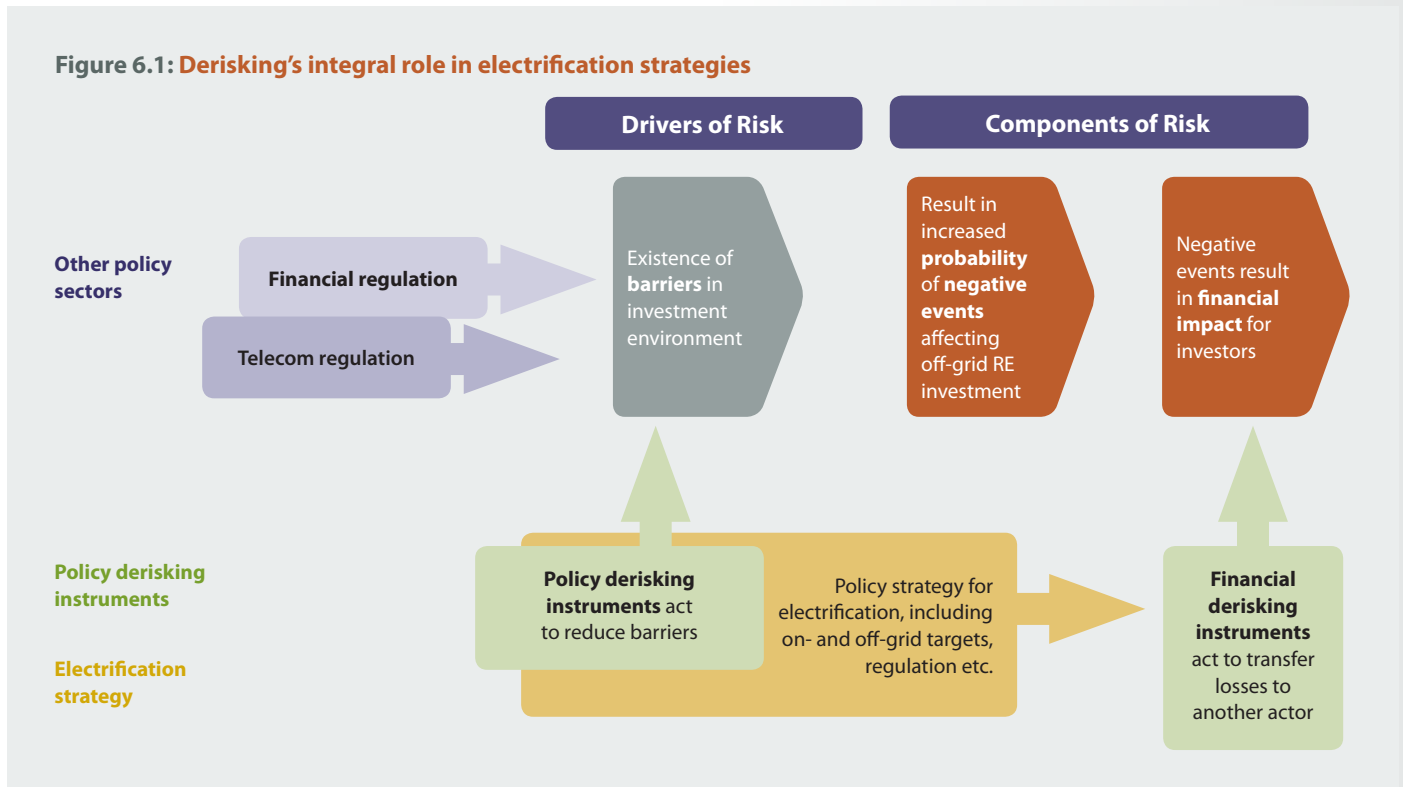 Figure 6.1: Derisking's integral role in electrification strategies
Drivers of Risk
Components of Risk
Other policy
sectors
Financial regulation
Telecom regulation
Existence of
barriers in
investment
environment
Result in
increased
probability
of negative
events
affecting
off-grid RE
investment
Negative
events result
in financial
impact for
investors
Policy derisking
instruments
Electrification
strategy
Policy derisking
instruments act
to reduce barriers
Policy strategy for
electrification, including
on- and off-grid targets,
regulation etc.
Financial
derisking
instruments
act to transfer
losses to
another actor